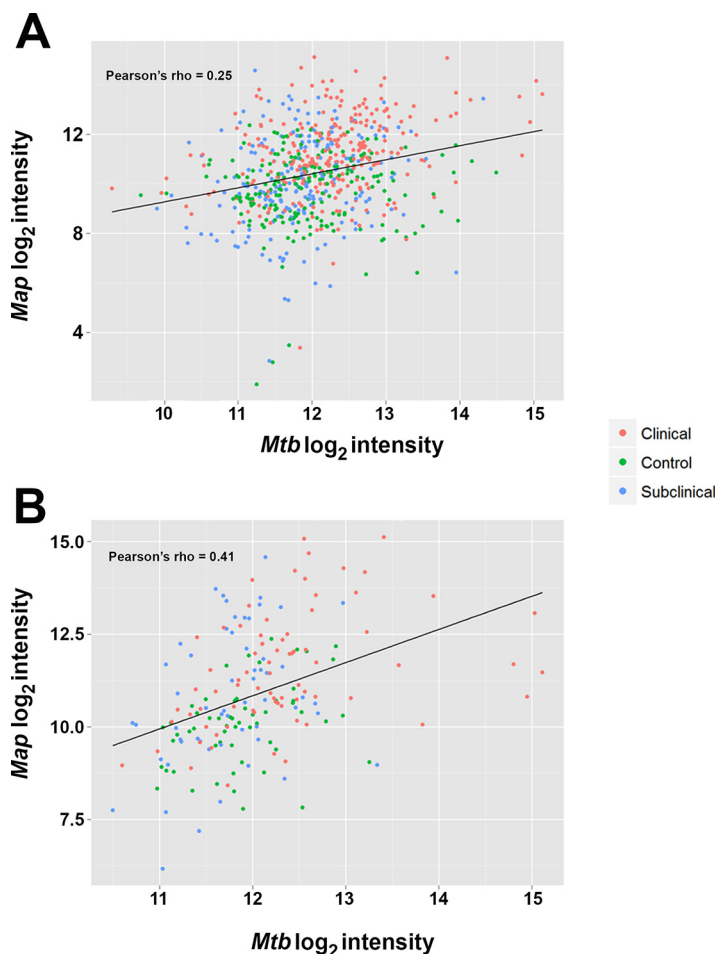 A
Pearson's rho = 0.25
Map log2 intensity
12
8
4
10 11 12 13 14 15
Mtb log2 intensity
Clinical
Control
Subclinical
B
Pearson's rho = 0.41
Map log2 intensity
15.0
12.5
10.0
7.5
11 12 13 14 15
Mtb log2 intensity